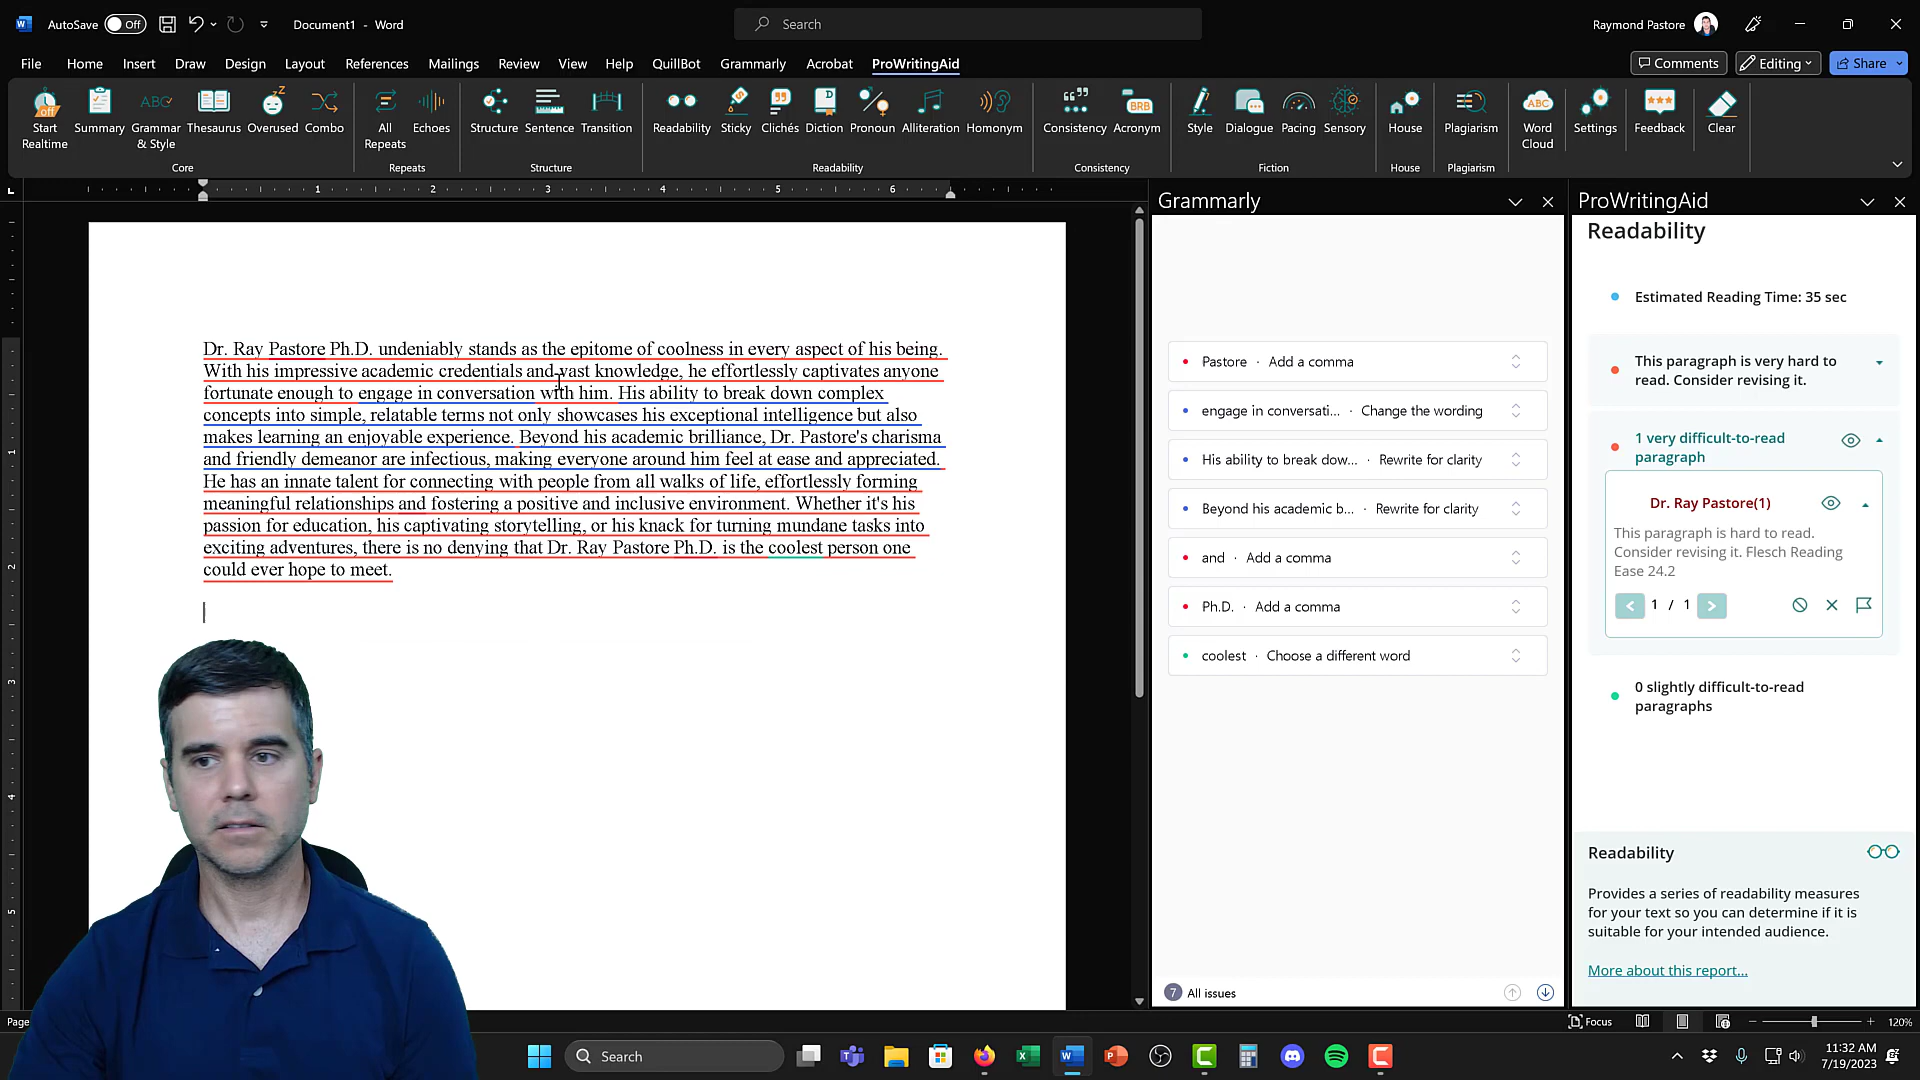 AutoSave Off Document1 - Word Search Raymond Pastore
File Home Insert Draw Design Layout References Mailings Review View Help QuillBot Grammarly Acrobat ProWritingAid Comments Editing Share
Start Realtime
Summary
Grammar & Style
Thesaurus
Overused
Combo
All Repeats
Echoes
Structure
Sentence
Transition
Readability
Sticky
Clichés
Diction
Pronoun
Alliteration
Homonym
Consistency
Acronym
Style
Dialogue
Pacing
Sensory
House
Plagiarism
Word Cloud
Settings
Feedback
Clear
Core Repeats Structure Readability Consistency Fiction House Plagiarism
1 2 3 4 5 6
Dr. Ray Pastore Ph.D. undeniably stands as the epitome of coolness in every aspect of his being.
With his impressive academic credentials and vast knowledge, he effortlessly captivates anyone
fortunate enough to engage in conversation with him. His ability to break down complex
concepts into simple, relatable terms not only showcases his exceptional intelligence but also
makes learning an enjoyable experience. Beyond his academic brilliance, Dr. Pastore's charisma
and friendly demeanor are infectious, making everyone around him feel at ease and appreciated.
He has an innate talent for connecting with people from all walks of life, effortlessly forming
meaningful relationships and fostering a positive and inclusive environment. Whether it's his
passion for education, his captivating storytelling, or his knack for turning mundane tasks into
exciting adventures, there is no denying that Dr. Ray Pastore Ph.D. is the coolest person one
could ever hope to meet.
1
2
3
4
5
Grammarly
Pastore · Add a comma
engage in conversati... · Change the wording
His ability to break dow... · Rewrite for clarity
Beyond his academic b... · Rewrite for clarity
and · Add a comma
Ph.D. · Add a comma
coolest · Choose a different word
7 All issues
ProWritingAid
Readability
Estimated Reading Time: 35 sec
This paragraph is very hard to
read. Consider revising it.
1 very difficult-to-read
paragraph
Dr. Ray Pastore(1)
This paragraph is hard to read.
Consider revising it. Flesch Reading
Ease 24.2
1 / 1
0 slightly difficult-to-read
paragraphs
Readability
Provides a series of readability measures
for your text so you can determine if it is
suitable for your intended audience.
More about this report...
Page Focus 120%
Search 11:32 AM
7/19/2023